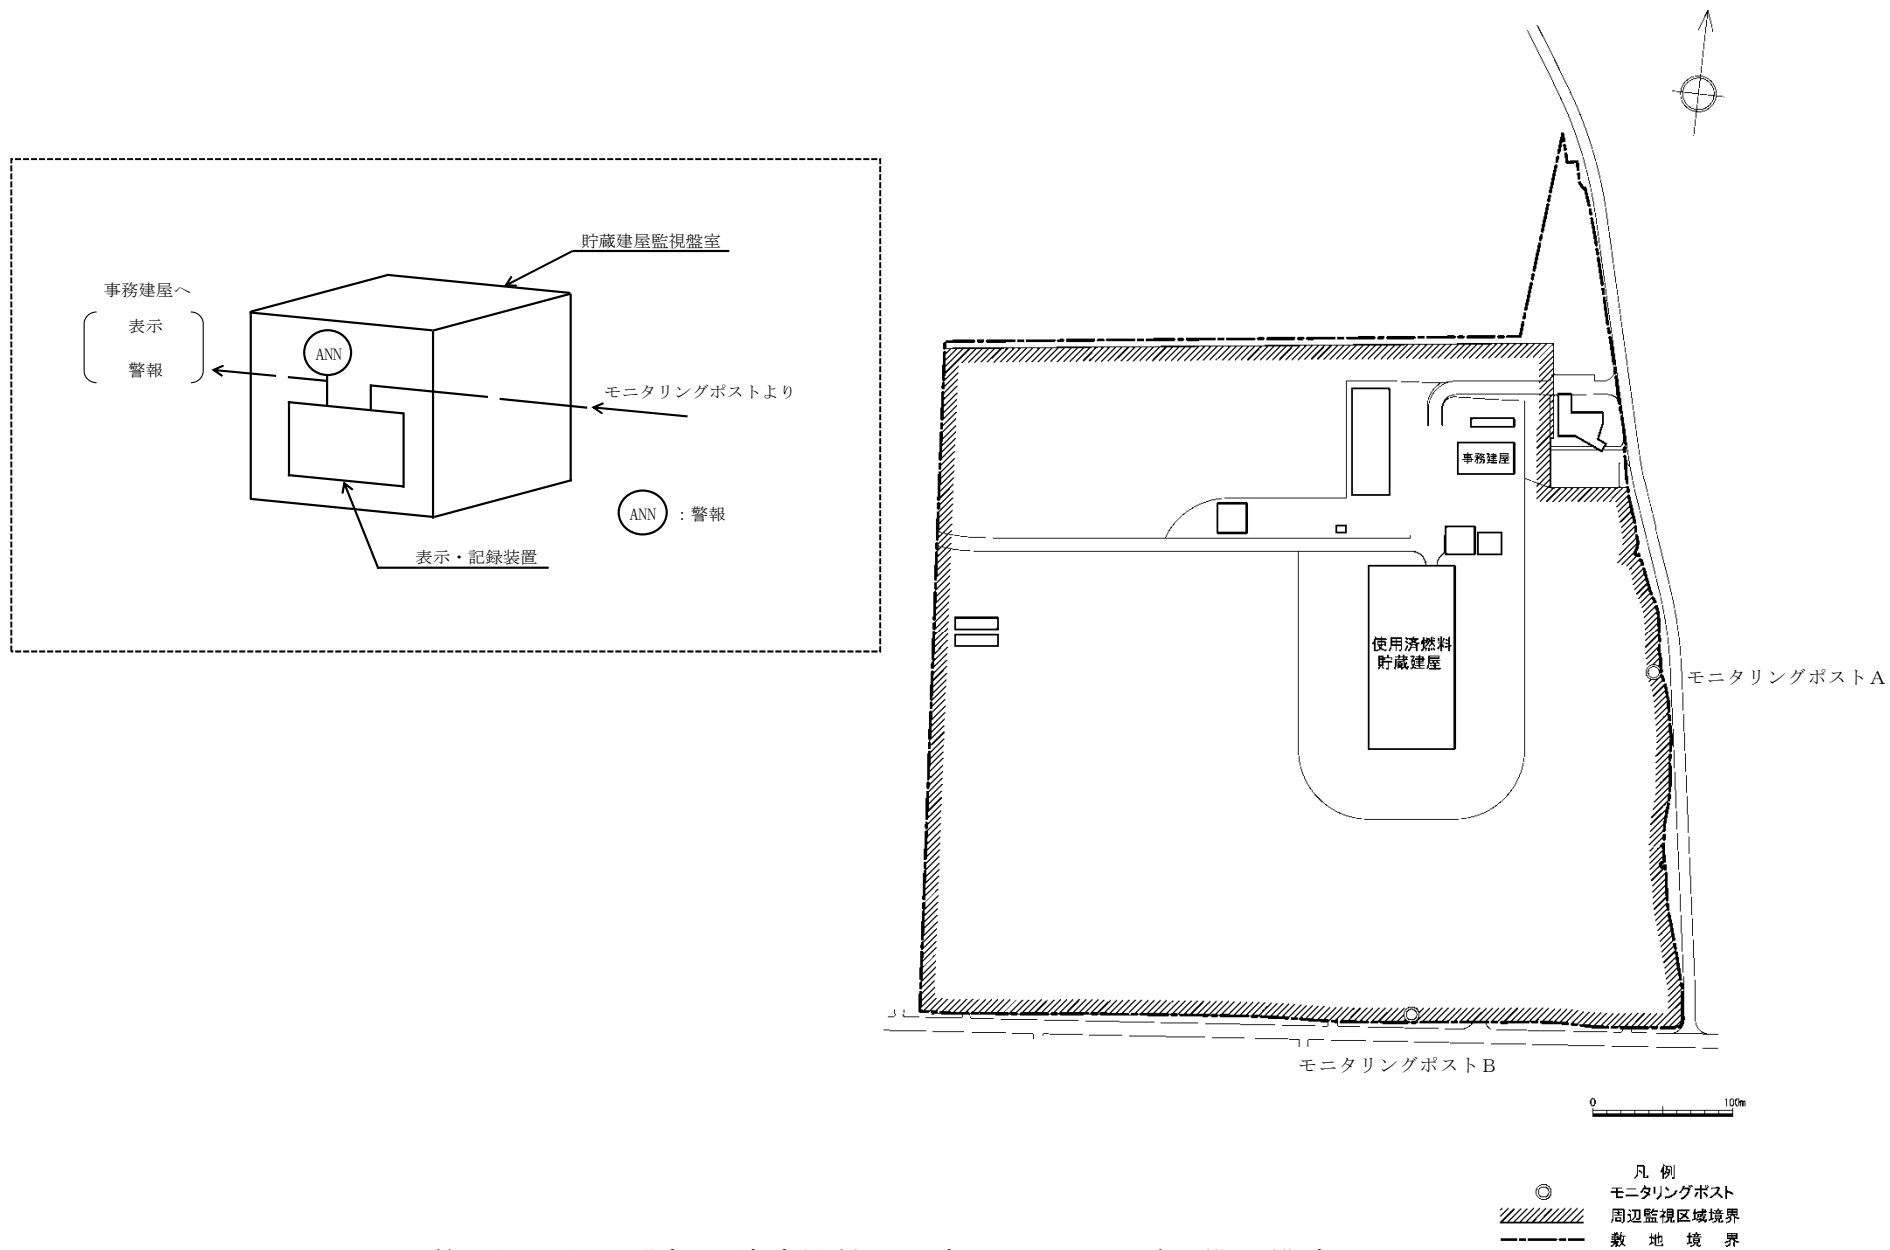 貯蔵建屋監視盤室
事務建屋へ
表示
警報
ANN
モニタリングポストより
ANN
：警報
表示・記録装置
事務建屋
使用済燃料
貯蔵建屋
モニタリングポストA
モニタリングポストB
0 100m
凡 例
モニタリングポスト
周辺監視区域境界
敷 地 境 界